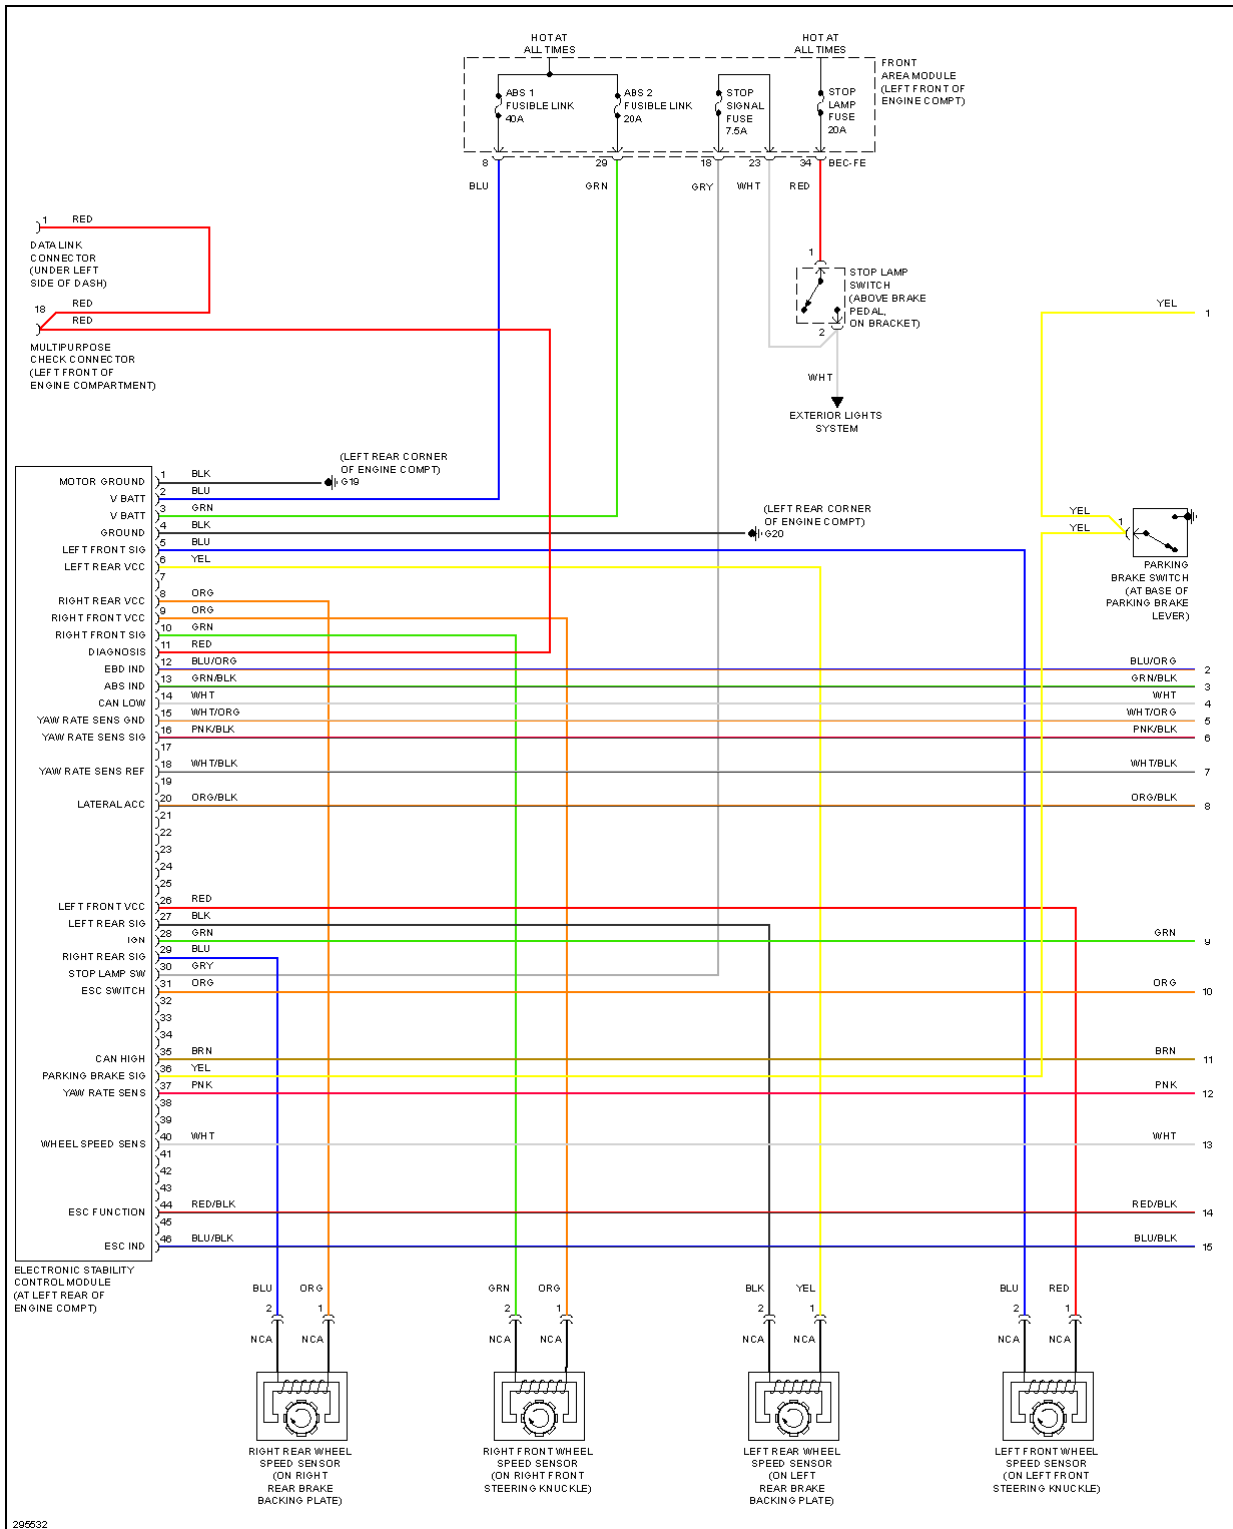 HOT AT
ALL TIMES
HOT AT
ALL TIMES
FRONT
AREA MODULE
(LEFT FRONT OF
ENGINE COMPT)
ABS 1
FUSIBLE LINK
40A
ABS 2
FUSIBLE LINK
20A
STOP
SIGNAL
FUSE
7.5A
STOP
LAMP
FUSE
20A
8
29
18
23
34
BEC-FE
BLU
GRN
GRY
WHT
RED
1 RED
DATA LINK
CONNECTOR
(UNDER LEFT
SIDE OF DASH)
18 RED
RED
MULTIPURPOSE
CHECK CONNECTOR
(LEFT FRONT OF
ENGINE COMPARTMENT)
1
STOP LAMP
SWITCH
(ABOVE BRAKE
PEDAL,
ON BRACKET)
2
WHT
EXTERIOR LIGHTS
SYSTEM
YEL 1
(LEFT REAR CORNER
OF ENGINE COMPT)
G19
(LEFT REAR CORNER
OF ENGINE COMPT)
G20
YEL
YEL
1
PARKING
BRAKE SWITCH
(AT BASE OF
PARKING BRAKE
LEVER)
MOTOR GROUND 1 BLK
V BATT 2 BLU
V BATT 3 GRN
GROUND 4 BLK
LEFT FRONT SIG 5 BLU
LEFT REAR VCC 6 YEL
7
RIGHT REAR VCC 8 ORG
RIGHT FRONT VCC 9 ORG
RIGHT FRONT SIG 10 GRN
DIAGNOSIS 11 RED
EBD IND 12 BLU/ORG BLU/ORG 2
ABS IND 13 GRN/BLK GRN/BLK 3
CAN LOW 14 WHT WHT 4
YAW RATE SENS GND 15 WHT/ORG WHT/ORG 5
YAW RATE SENS SIG 16 PNK/BLK PNK/BLK 6
17
YAW RATE SENS REF 18 WHT/BLK WHT/BLK 7
19
LATERAL ACC 20 ORG/BLK ORG/BLK 8
21
22
23
24
25
LEFT FRONT VCC 26 RED
LEFT REAR SIG 27 BLK
IGN 28 GRN GRN 9
RIGHT REAR SIG 29 BLU
STOP LAMP SW 30 GRY
ESC SWITCH 31 ORG ORG 10
32
33
34
CAN HIGH 35 BRN BRN 11
PARKING BRAKE SIG 36 YEL
YAW RATE SENS 37 PNK PNK 12
38
39
WHEEL SPEED SENS 40 WHT WHT 13
41
42
43
ESC FUNCTION 44 RED/BLK RED/BLK 14
45
ESC IND 46 BLU/BLK BLU/BLK 15
ELECTRONIC STABILITY
CONTROL MODULE
(AT LEFT REAR OF
ENGINE COMPT)
BLU ORG GRN ORG BLK YEL BLU RED
2 1 2 1 2 1 2 1
NCA NCA NCA NCA NCA NCA NCA NCA
RIGHT REAR WHEEL
SPEED SENSOR
(ON RIGHT
REAR BRAKE
BACKING PLATE)
RIGHT FRONT WHEEL
SPEED SENSOR
(ON RIGHT FRONT
STEERING KNUCKLE)
LEFT REAR WHEEL
SPEED SENSOR
(ON LEFT
REAR BRAKE
BACKING PLATE)
LEFT FRONT WHEEL
SPEED SENSOR
(ON LEFT FRONT
STEERING KNUCKLE)
295532